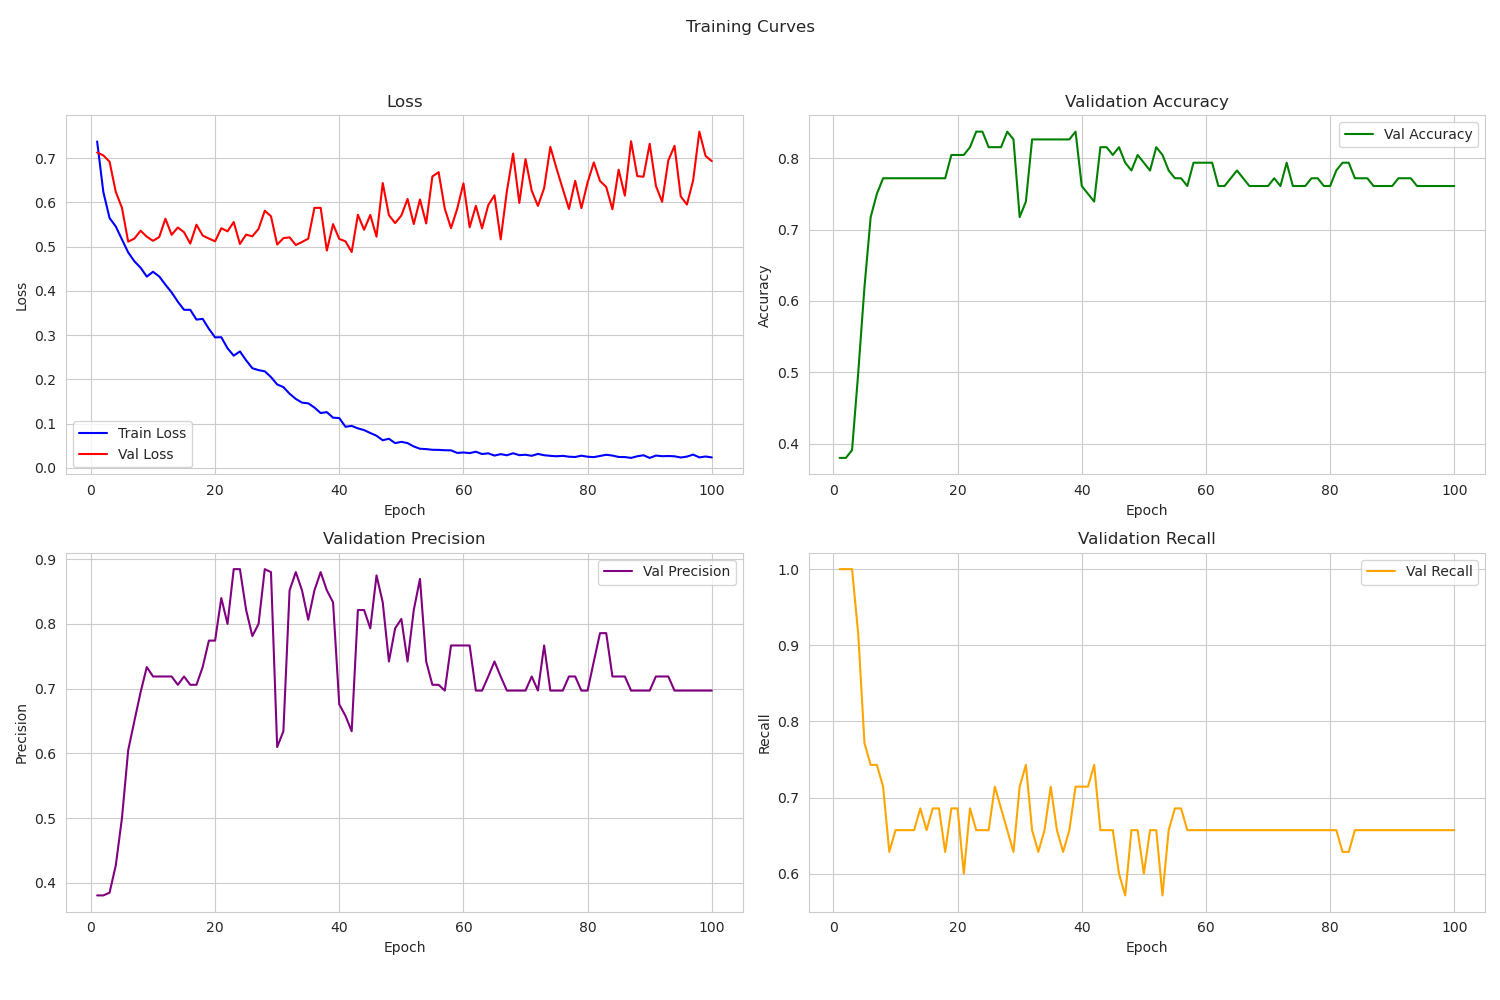 Training Curves
Loss
0.7
0.6
0.5
0.4
0.3
0.2
0.1
0.0
Loss
Train Loss
Val Loss
0 20 40 60 80 100
Epoch
Validation Accuracy
0.8
0.7
0.6
0.5
0.4
Accuracy
Val Accuracy
0 20 40 60 80 100
Epoch
Validation Precision
0.9
0.8
0.7
0.6
0.5
0.4
Precision
Val Precision
0 20 40 60 80 100
Epoch
Validation Recall
1.0
0.9
0.8
0.7
0.6
Recall
Val Recall
0 20 40 60 80 100
Epoch